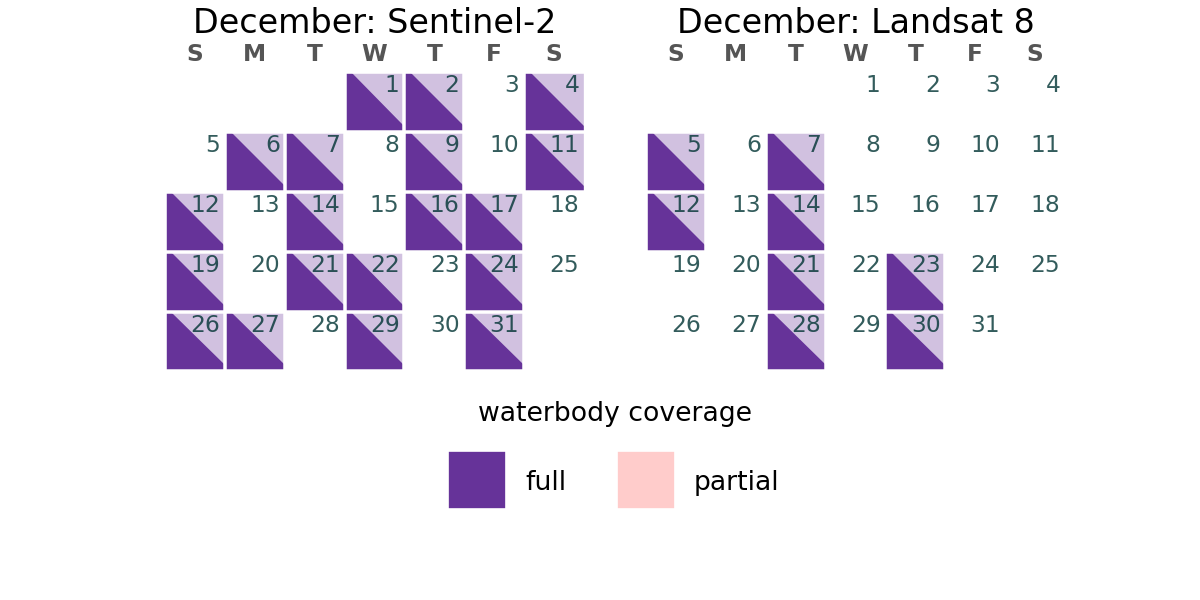 December: Sentinel-2
S M T W T F S
1 2 3 4
5 6 7 8 9 10 11
12 13 14 15 16 17 18
19 20 21 22 23 24 25
26 27 28 29 30 31
December: Landsat 8
S M T W T F S
1 2 3 4
5 6 7 8 9 10 11
12 13 14 15 16 17 18
19 20 21 22 23 24 25
26 27 28 29 30 31
waterbody coverage
full
partial